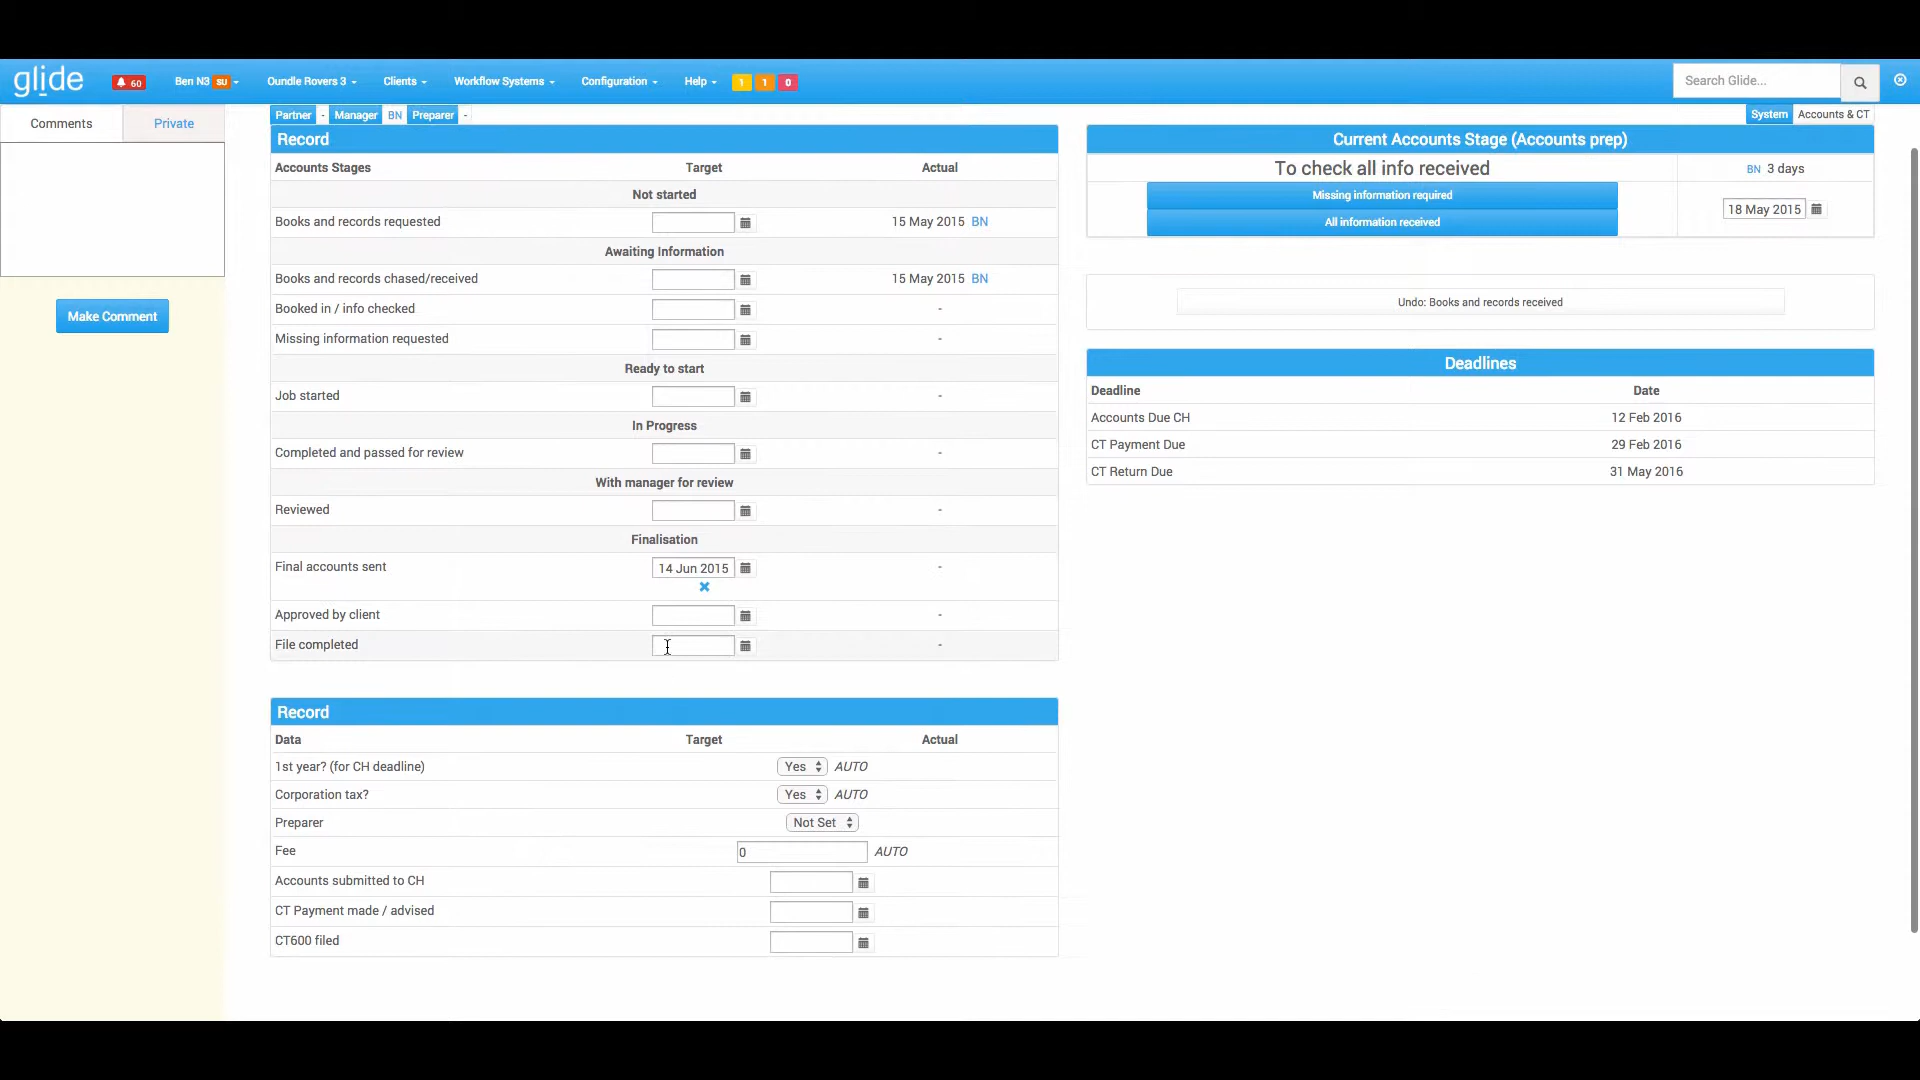 glide 60 Ben N3 SU Oundle Rovers 3 Clients Workflow Systems Configuration Help 1 1 0 Search Glide...
Comments Private
Make Comment
Partner - Manager BN Preparer -
System Accounts & CT
Record
Accounts Stages Target Actual
Not started
Books and records requested 15 May 2015 BN
Awaiting Information
Books and records chased/received 15 May 2015 BN
Booked in / info checked -
Missing information requested -
Ready to start
Job started -
In Progress
Completed and passed for review -
With manager for review
Reviewed -
Finalisation
Final accounts sent 14 Jun 2015 -
Approved by client -
File completed -
Record
Data Target Actual
1st year? (for CH deadline) Yes AUTO
Corporation tax? Yes AUTO
Preparer Not Set
Fee 0 AUTO
Accounts submitted to CH
CT Payment made / advised
CT600 filed
Current Accounts Stage (Accounts prep)
To check all info received BN 3 days
Missing information required
18 May 2015
All information received
Undo: Books and records received
Deadlines
Deadline Date
Accounts Due CH 12 Feb 2016
CT Payment Due 29 Feb 2016
CT Return Due 31 May 2016